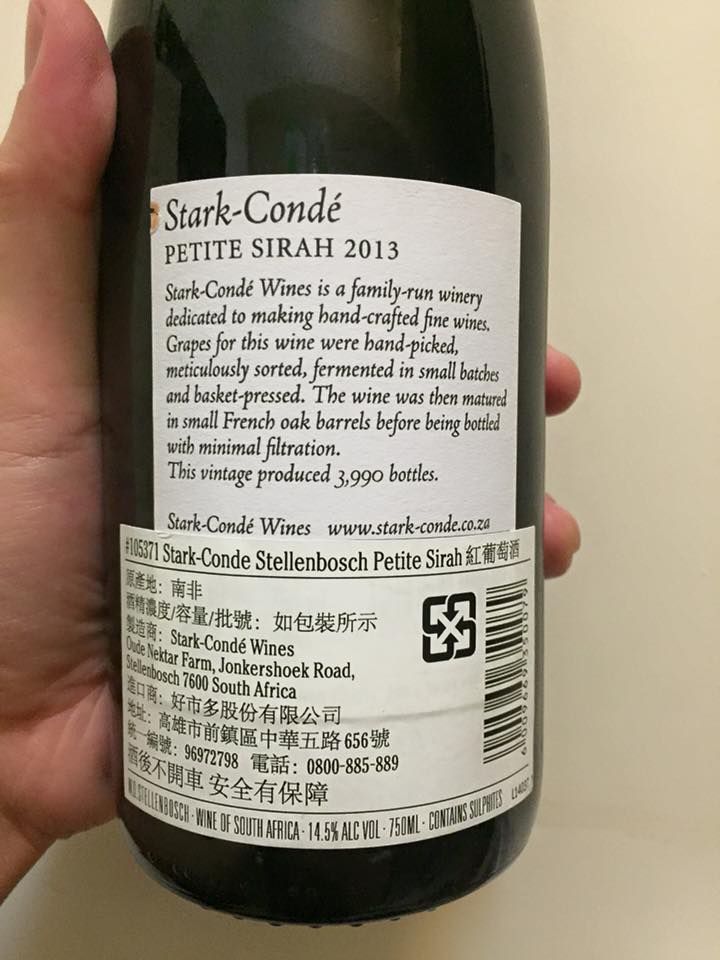 Stark-Condé
PETITE SIRAH 2013
Stark-Condé Wines is a family-run winery
dedicated to making hand-crafted fine wines.
Grapes for this wine were hand-picked,
meticulously sorted, fermented in small batches
and basket-pressed. The wine was then matured
in small French oak barrels before being bottled
with minimal filtration.
This vintage produced 3,990 bottles.
Stark-Condé Wines www.stark-conde.co.za
#105371 Stark-Conde Stellenbosch Petite Sirah 紅葡萄酒
原產地：南非
酒精濃度/容量/批號：如包裝所示
製造商：Stark-Condé Wines
Oude Nektar Farm, Jonkershoek Road,
Stellenbosch 7600 South Africa
進口商：好市多股份有限公司
地址：高雄市前鎮區中華五路656號
統一編號：96972798 電話：0800-885-889
酒後不開車 安全有保障
6 009669 350079
W.O. STELLENBOSCH · WINE OF SOUTH AFRICA · 14.5% ALC VOL · 750ML · CONTAINS SULPHITES